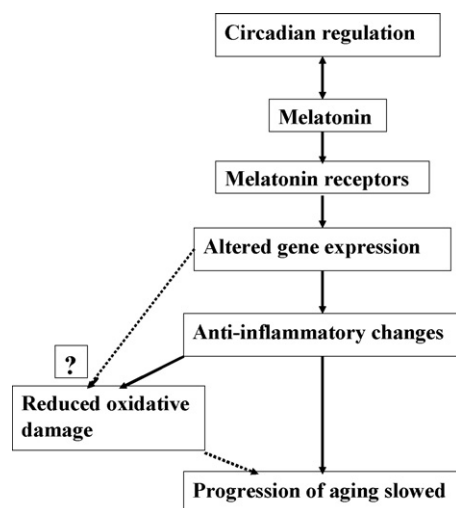 Circadian regulation
Melatonin
Melatonin receptors
Altered gene expression
Anti-inflammatory changes
?
Reduced oxidative
damage
Progression of aging slowed